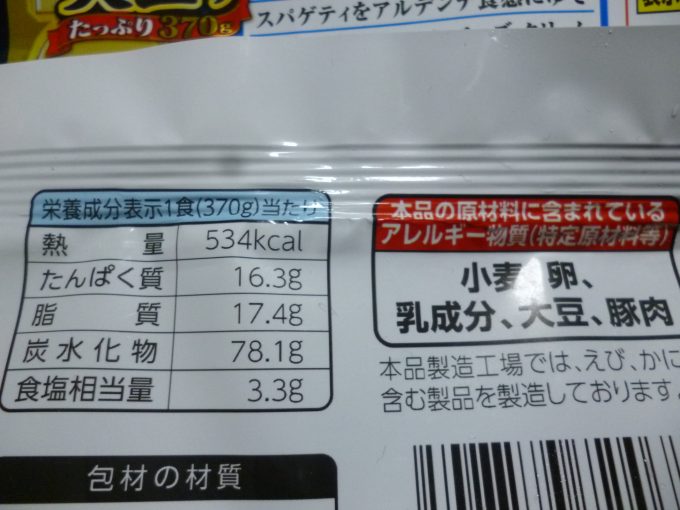 たっぷり370g
スパゲティをアルデンテ食感にゆで
栄養成分表示1食(370g)当たり
熱量 534kcal
たんぱく質 16.3g
脂質 17.4g
炭水化物 78.1g
食塩相当量 3.3g
本品の原材料に含まれている
アレルギー物質(特定原材料等)
小麦、卵、
乳成分、大豆、豚肉
本品製造工場では、えび、かに
含む製品を製造しております。
包材の材質